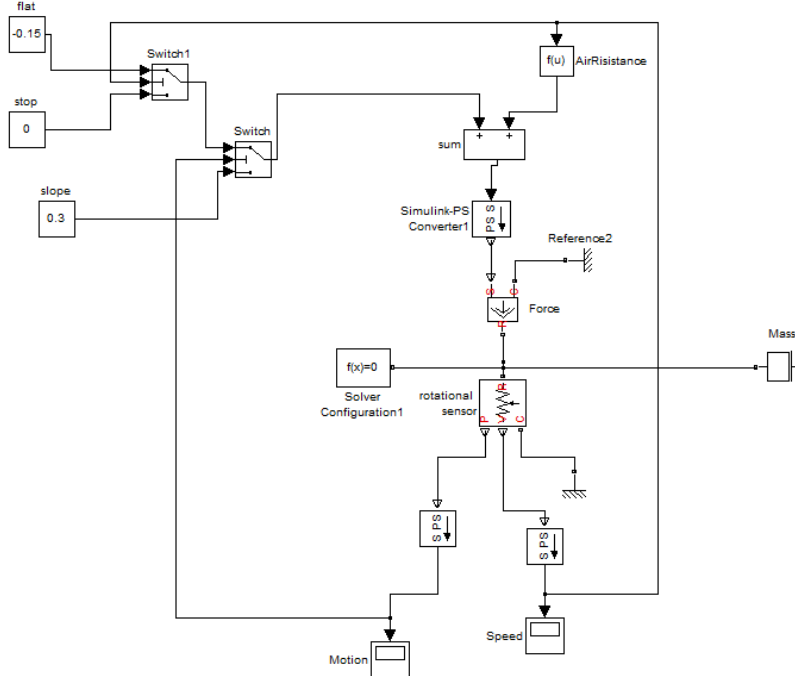 flat
-0.15
Switch1
stop
0
Switch
slope
0.3
f(u)
AirRisistance
+ +
sum
Simulink-PS
Converter1
PS S
Reference2
S C
Force
F
Mass
f(x)=0
Solver
Configuration1
rotational
sensor
R
P V C
S PS
S PS
Speed
Motion